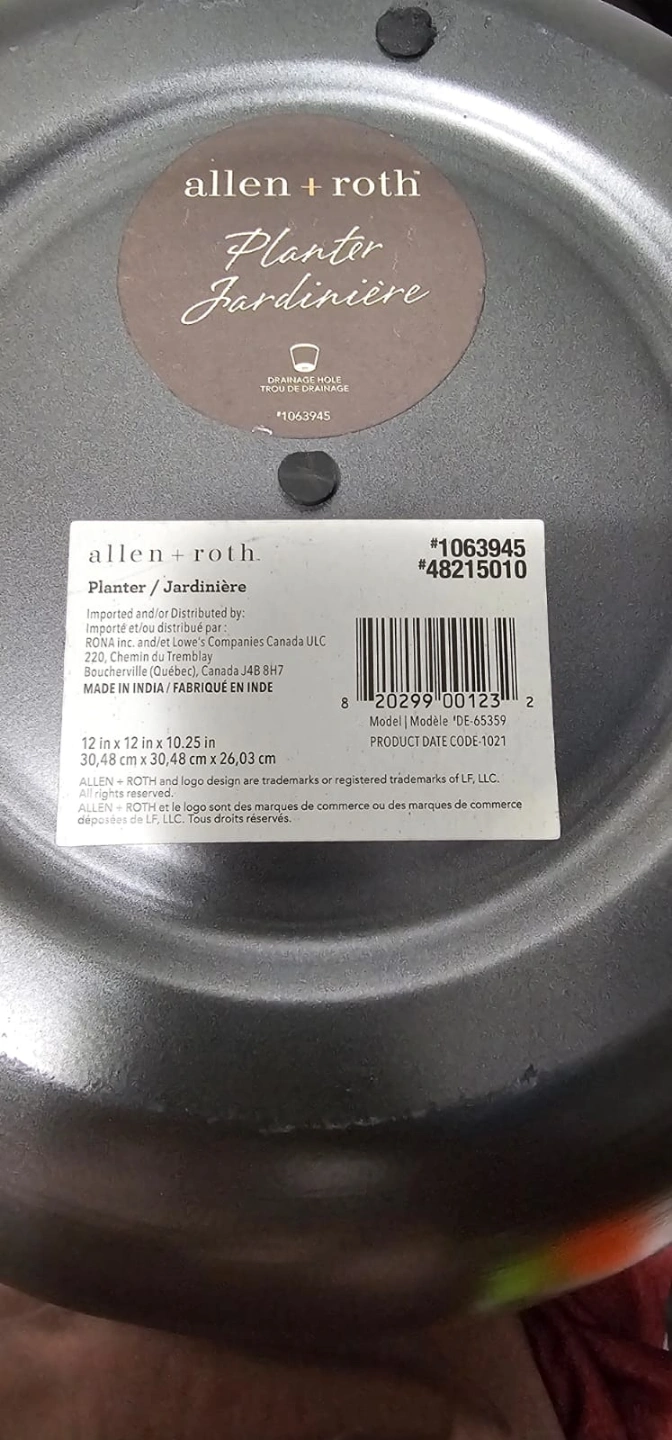 allen + roth™
Planter
Jardinière
DRAINAGE HOLE
TROU DE DRAINAGE
#1063945
allen + roth™
Planter / Jardinière
#1063945
#48215010
Imported and/or Distributed by:
Importé et/ou distribué par :
RONA inc. and/et Lowe's Companies Canada ULC
220, Chemin du Tremblay
Boucherville (Québec), Canada J4B 8H7
MADE IN INDIA / FABRIQUÉ EN INDE
8 20299 00123 2
Model | Modèle #DE-65359
PRODUCT DATE CODE-1021
12 in x 12 in x 10.25 in
30,48 cm x 30,48 cm x 26,03 cm
ALLEN + ROTH and logo design are trademarks or registered trademarks of LF, LLC.
All rights reserved.
ALLEN + ROTH et le logo sont des marques de commerce ou des marques de commerce
déposées de LF, LLC. Tous droits réservés.